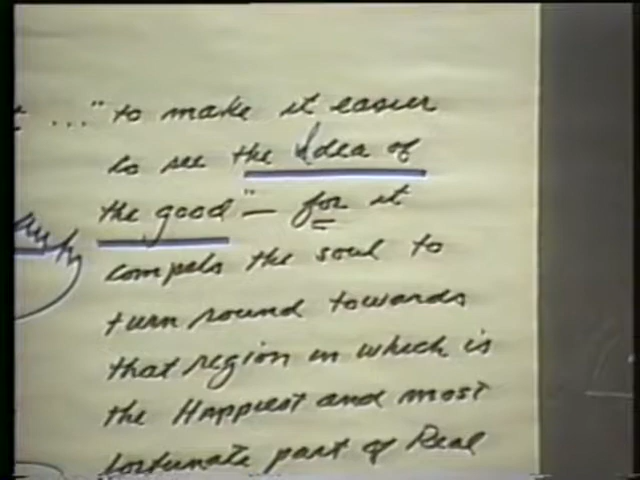 ..." to make it easier
to see the Idea of
the good" — for it
compels the soul to
turn round towards
that region in which is
the Happiest and most
fortunate part of Real